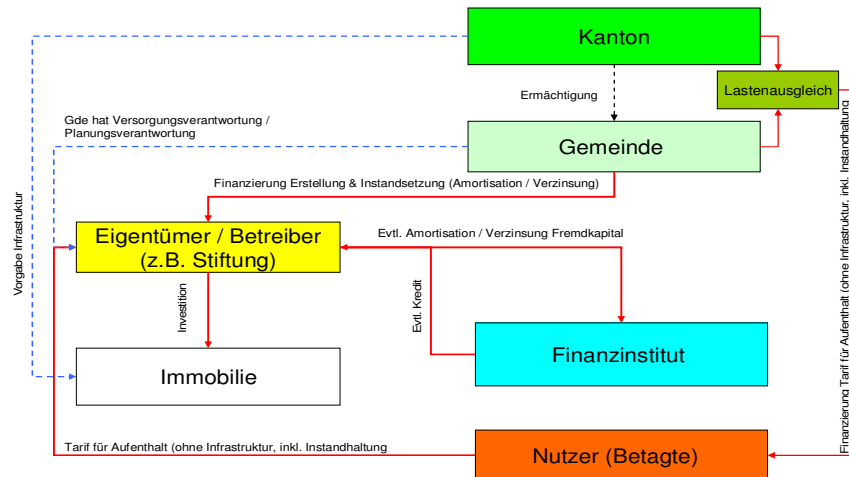 Kanton
Lastenausgleich
Ermächtigung
Gde hat Versorgungsverantwortung /
Planungsverantwortung
Gemeinde
Finanzierung Erstellung & Instandsetzung (Amortisation / Verzinsung)
Eigentümer / Betreiber
(z.B. Stiftung)
Evtl. Amortisation / Verzinsung Fremdkapital
Vorgabe Infrastruktur
Investition
Evtl. Kredit
Finanzierung Tarif für Aufenthalt (ohne Infrastruktur, inkl. Instandhaltung)
Immobilie
Finanzinstitut
Tarif für Aufenthalt (ohne Infrastruktur, inkl. Instandhaltung
Nutzer (Betagte)